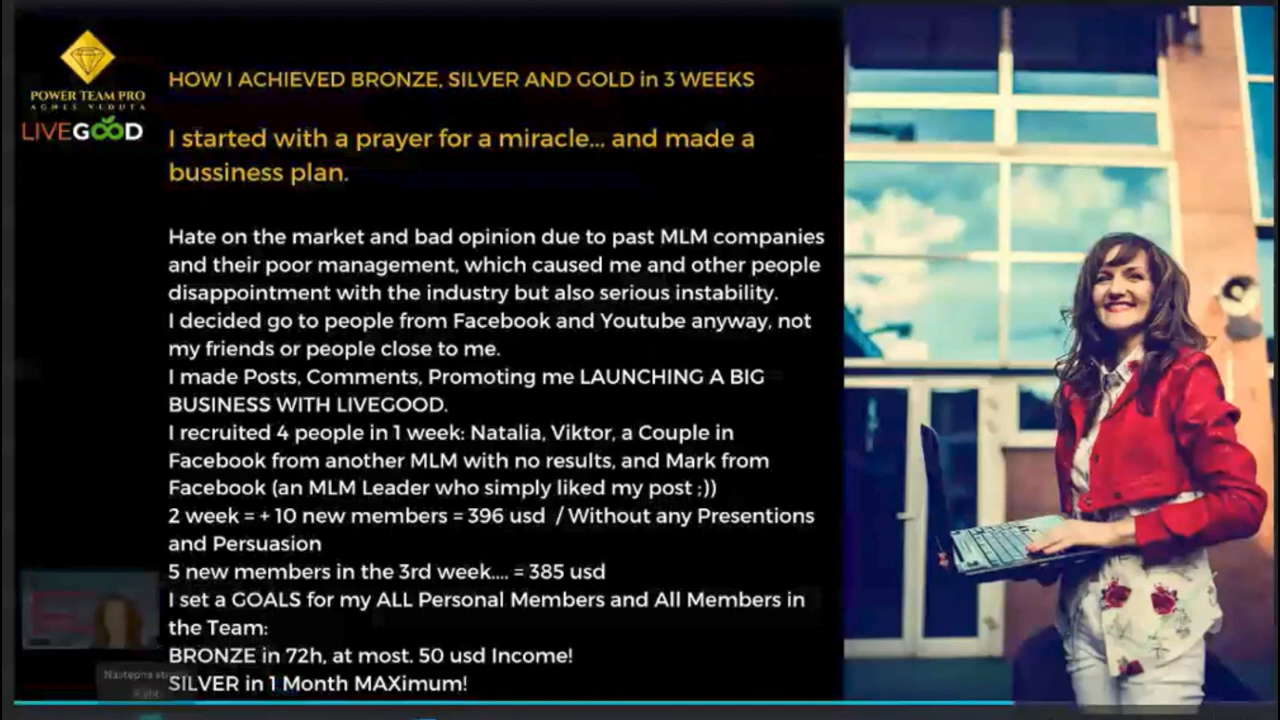 POWER TEAM PRO
AGNES VEDUTA
LIVEGOOD
HOW I ACHIEVED BRONZE, SILVER AND GOLD in 3 WEEKS
I started with a prayer for a miracle... and made a
bussiness plan.
Hate on the market and bad opinion due to past MLM companies
and their poor management, which caused me and other people
disappointment with the industry but also serious instability.
I decided go to people from Facebook and Youtube anyway, not
my friends or people close to me.
I made Posts, Comments, Promoting me LAUNCHING A BIG
BUSINESS WITH LIVEGOOD.
I recruited 4 people in 1 week: Natalia, Viktor, a Couple in
Facebook from another MLM with no results, and Mark from
Facebook (an MLM Leader who simply liked my post ;))
2 week = + 10 new members = 396 usd / Without any Presentions
and Persuasion
5 new members in the 3rd week.... = 385 usd
I set a GOALS for my ALL Personal Members and All Members in
the Team:
BRONZE in 72h, at most. 50 usd Income!
SILVER in 1 Month MAXimum!
Następna
Right